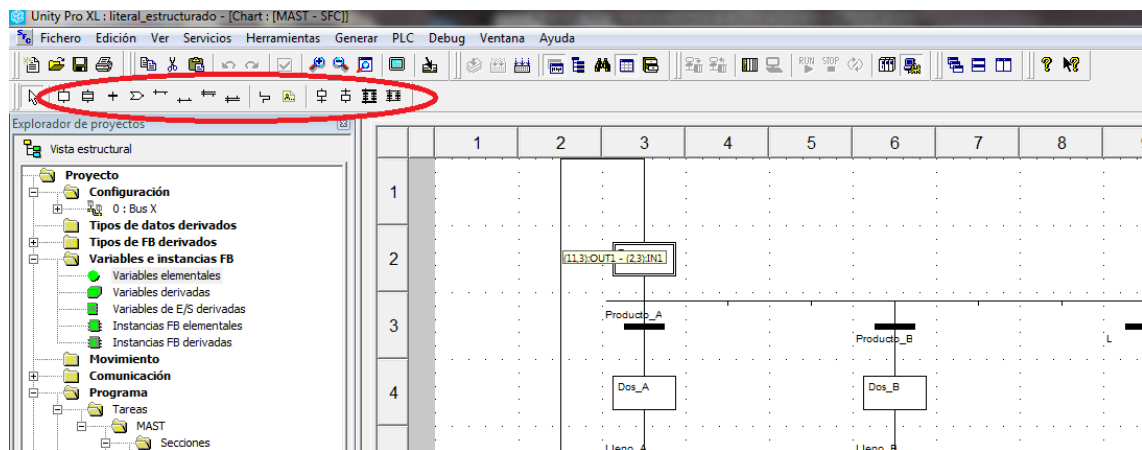 Unity Pro XL : literal_estructurado - [Chart : [MAST - SFC]]
Fichero Edición Ver Servicios Herramientas Generar PLC Debug Ventana Ayuda
RUN STOP
Explorador de proyectos
Vista estructural
Proyecto
Configuración
0 : Bus X
Tipos de datos derivados
Tipos de FB derivados
Variables e instancias FB
Variables elementales
Variables derivadas
Variables de E/S derivadas
Instancias FB elementales
Instancias FB derivadas
Movimiento
Comunicación
Programa
Tareas
MAST
Secciones
1 2 3 4 5 6 7 8
1
2
(11,3):OUT1 - (2,3):IN1
3
Producto_A
Producto_B
L
4
Dos_A
Dos_B
Lleno_A
Lleno_B